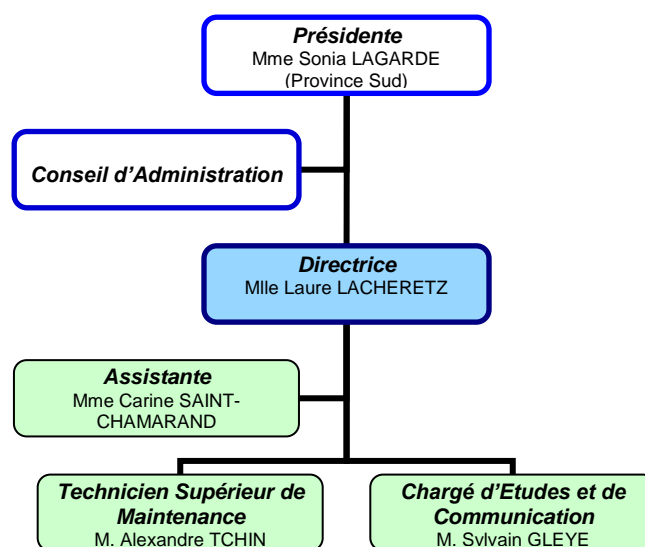 Présidente
Mme Sonia LAGARDE
(Province Sud)
Conseil d'Administration
Directrice
Mlle Laure LACHERETZ
Assistante
Mme Carine SAINT-
CHAMARAND
Technicien Supérieur de
Maintenance
M. Alexandre TCHIN
Chargé d'Etudes et de
Communication
M. Sylvain GLEYE